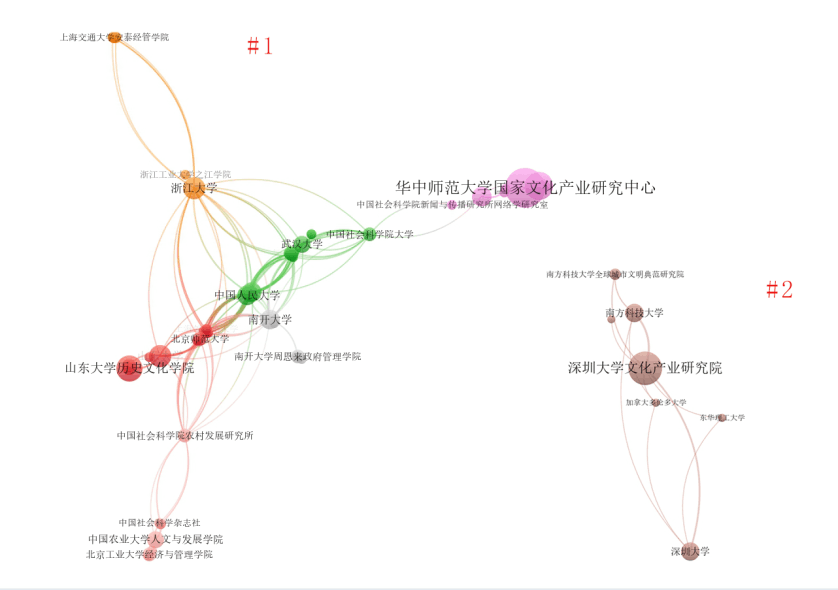 上海交通大学安泰经管学院
#1
浙江工业大学之江学院
浙江大学
华中师范大学国家文化产业研究中心
中国社会科学院新闻与传播研究所网络学研究室
中国社会科学院大学
武汉大学
南方科技大学全球城市文明典范研究院
#2
中国人民大学
南方科技大学
南开大学
北京师范大学
南开大学周恩来政府管理学院
山东大学历史文化学院
深圳大学文化产业研究院
加拿大多伦多大学
东华理工大学
中国社会科学院农村发展研究所
中国社会科学杂志社
中国农业大学人文与发展学院
北京工业大学经济与管理学院
深圳大学